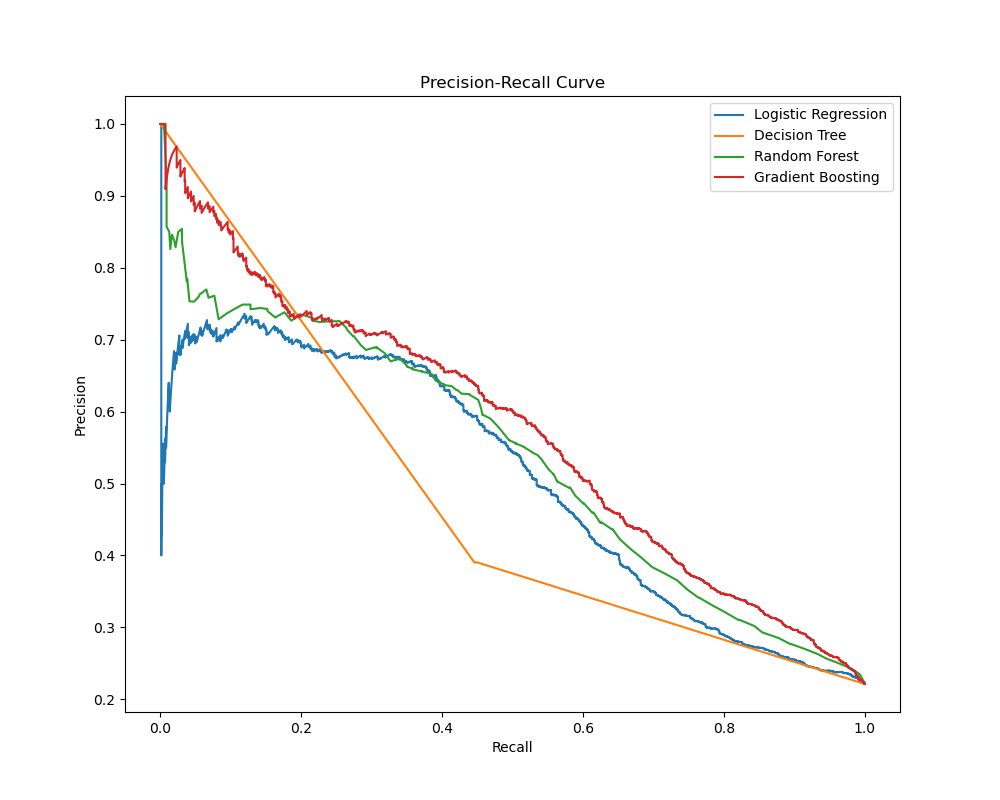 Precision-Recall Curve
Logistic Regression
Decision Tree
Random Forest
Gradient Boosting
Precision
1.0
0.9
0.8
0.7
0.6
0.5
0.4
0.3
0.2
0.0 0.2 0.4 0.6 0.8 1.0
Recall